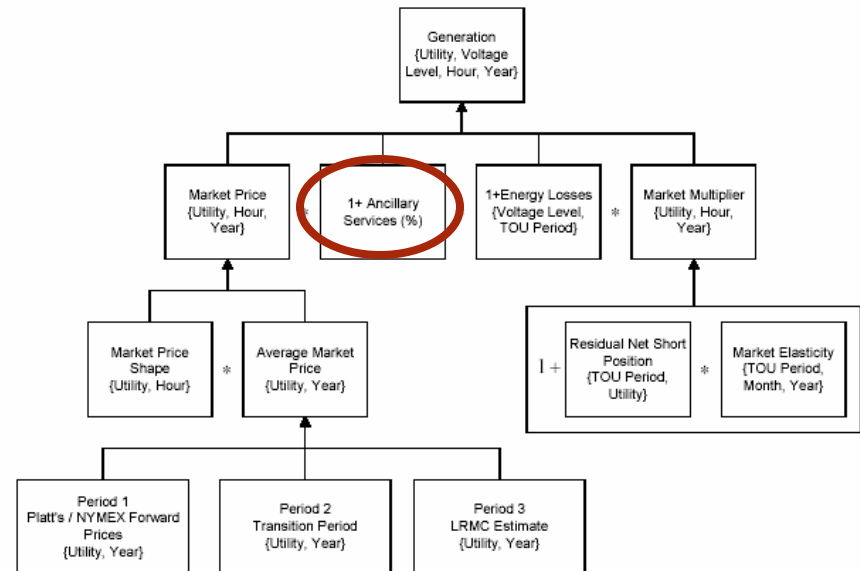 Generation
{Utility, Voltage
Level, Hour, Year}
Market Price
{Utility, Hour,
Year}
*
1+ Ancillary
Services (%)
1+Energy Losses
{Voltage Level,
TOU Period}
*
Market Multiplier
{Utility, Hour,
Year}
Market Price
Shape
{Utility, Hour}
*
Average Market
Price
{Utility, Year}
1 +
Residual Net Short
Position
{TOU Period,
Utility}
*
Market Elasticity
{TOU Period,
Month, Year}
Period 1
Platt's / NYMEX Forward
Prices
{Utility, Year}
Period 2
Transition Period
{Utility, Year}
Period 3
LRMC Estimate
{Utility, Year}